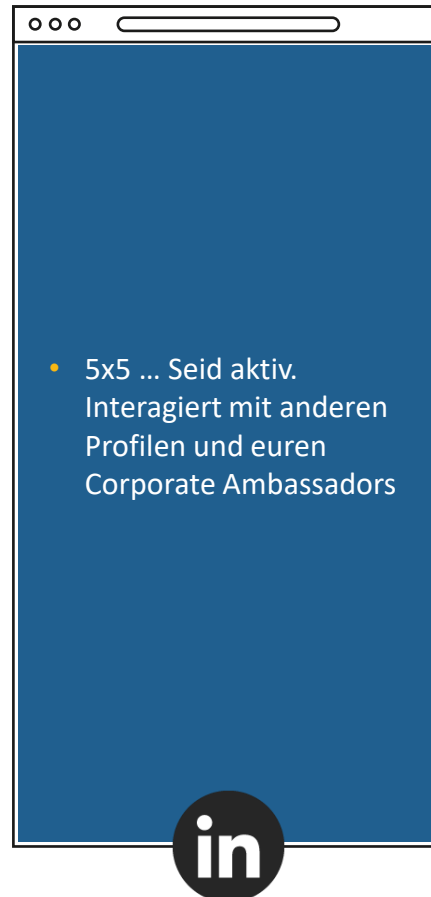 • 5x5 ... Seid aktiv.
Interagiert mit anderen
Profilen und euren
Corporate Ambassadors
in